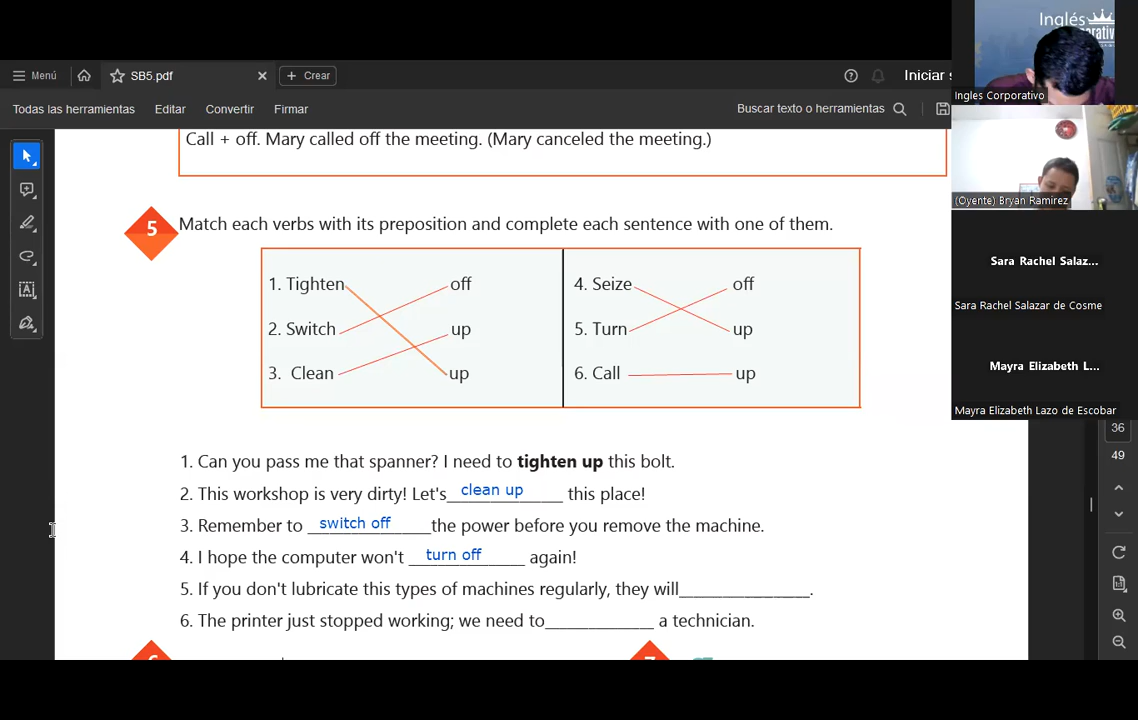 Menú
SB5.pdf
Crear
Iniciar s
Todas las herramientas
Editar
Convertir
Firmar
Buscar texto o herramientas
Inglés
Ingles Corporativo
(Oyente) Bryan Ramirez
Sara Rachel Salaz...
Sara Rachel Salazar de Cosme
Mayra Elizabeth L...
Mayra Elizabeth Lazo de Escobar
36
49
Call + off. Mary called off the meeting. (Mary canceled the meeting.)
5 Match each verbs with its preposition and complete each sentence with one of them.
1. Tighten off 4. Seize off
2. Switch up 5. Turn up
3. Clean up 6. Call up
1. Can you pass me that spanner? I need to tighten up this bolt.
2. This workshop is very dirty! Let's clean up this place!
3. Remember to switch off the power before you remove the machine.
4. I hope the computer won't turn off again!
5. If you don't lubricate this types of machines regularly, they will_______________.
6. The printer just stopped working; we need to_____________ a technician.